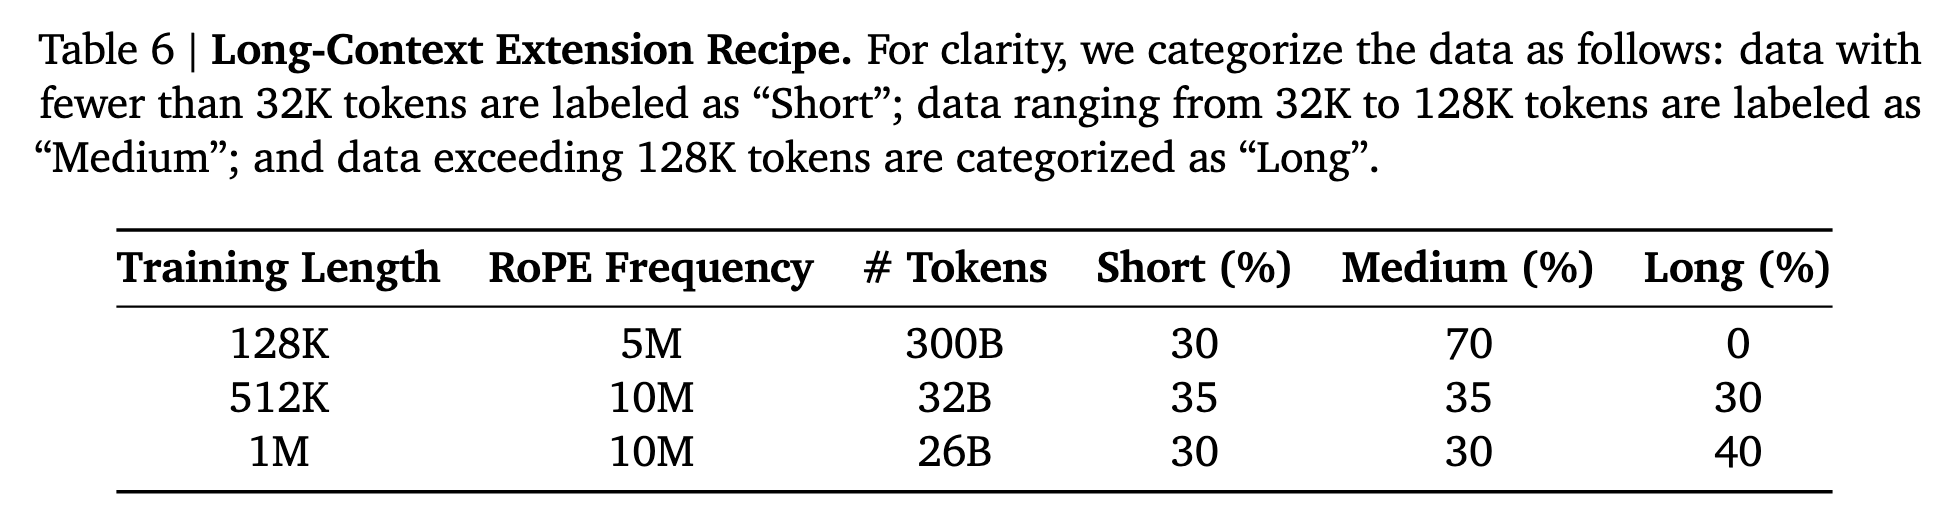 Table 6 | Long-Context Extension Recipe. For clarity, we categorize the data as follows: data with
fewer than 32K tokens are labeled as “Short”; data ranging from 32K to 128K tokens are labeled as
“Medium”; and data exceeding 128K tokens are categorized as “Long”.
Training Length RoPE Frequency # Tokens Short (%) Medium (%) Long (%)
128K 5M 300B 30 70 0
512K 10M 32B 35 35 30
1M 10M 26B 30 30 40